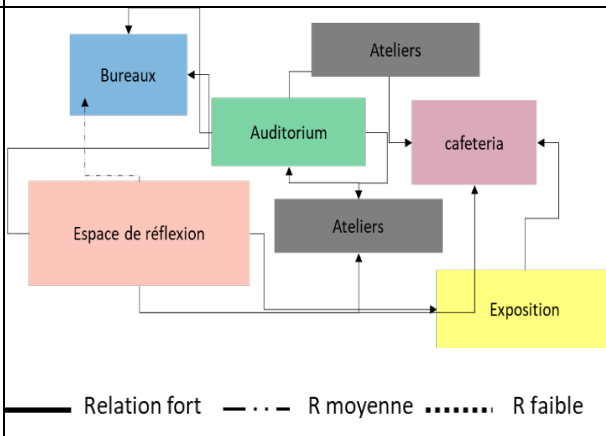 Ateliers
Bureaux
Auditorium
cafeteria
Espace de réflexion
Ateliers
Exposition
Relation fort R moyenne R faible